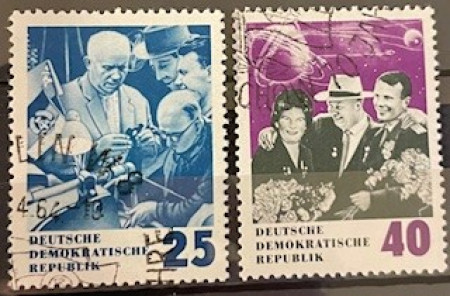 DEUTSCHE
DEMOKRATISCHE
REPUBLIK
25
DEUTSCHE
DEMOKRATISCHE
REPUBLIK
40